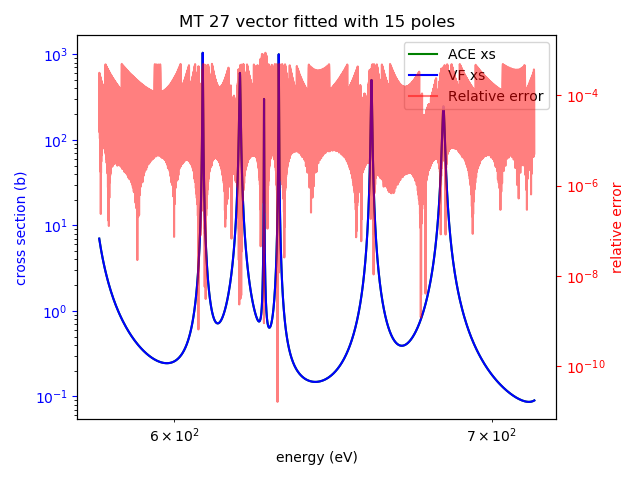 MT 27 vector fitted with 15 poles
ACE xs
VF xs
Relative error
cross section (b)
10³
10²
10¹
10⁰
10⁻¹
10⁻⁴
10⁻⁶
10⁻⁸
10⁻¹⁰
relative error
6 × 10²
7 × 10²
energy (eV)